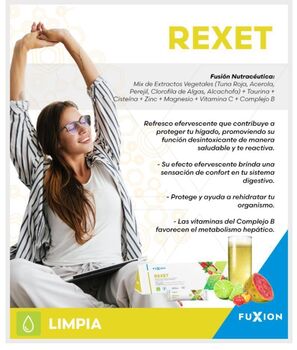 REXET
Fusión Nutracéutica:
Mix de Extractos Vegetales (Tuna Roja, Acerola,
Perejil, Clorofila de Algas, Alcachofa) + Taurina +
Cisteína + Zinc + Magnesio + Vitamina C + Complejo B
Refresco efervescente que contribuye a
proteger tu hígado, promoviendo su
función desintoxicante de manera
saludable y te reactiva.
- Su efecto efervescente brinda una
sensación de confort en tu sistema
digestivo.
- Protege y ayuda a rehidratar tu
organismo.
- Las vitaminas del Complejo B
favorecen el metabolismo hepático.
REXET
LIMPIA
FUXION